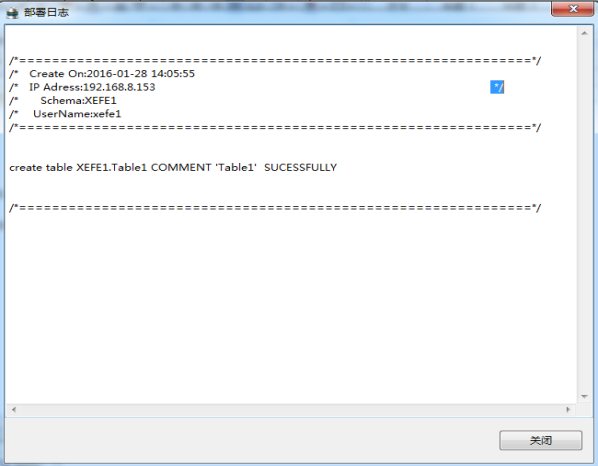 部署日志
/*==============================================================*/
/* Create On:2016-01-28 14:05:55
/* IP Adress:192.168.8.153 */
/* Schema:XEFE1
/* UserName:xefe1
/*==============================================================*/
create table XEFE1.Table1 COMMENT 'Table1' SUCESSFULLY
/*==============================================================*/
关闭